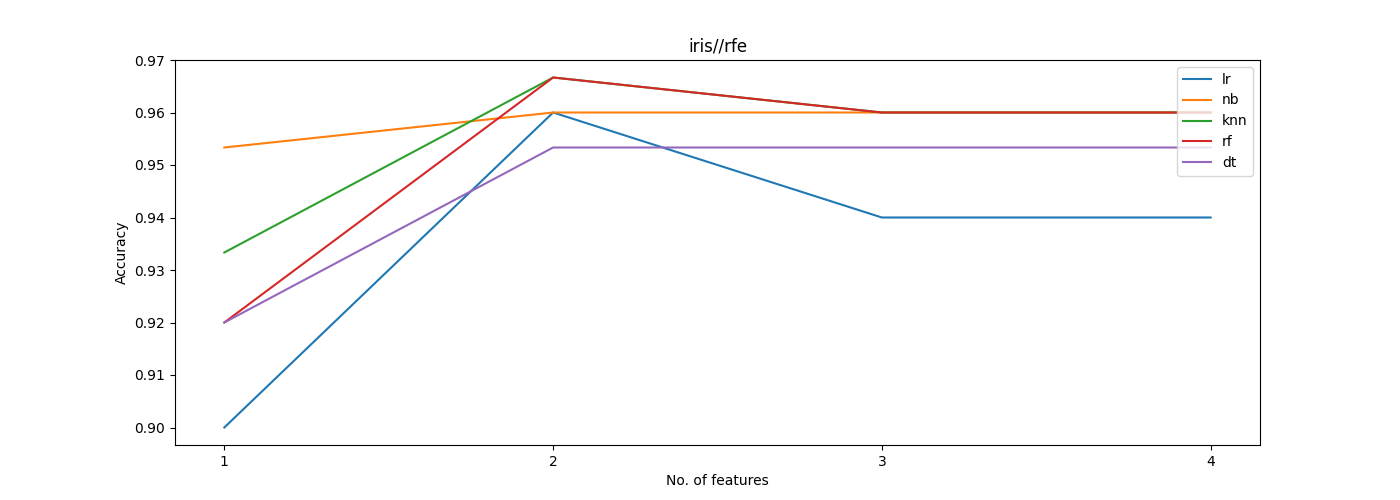 iris//rfe
0.97
0.96
0.95
0.94
0.93
0.92
0.91
0.90
Accuracy
1 2 3 4
No. of features
lr
nb
knn
rf
dt